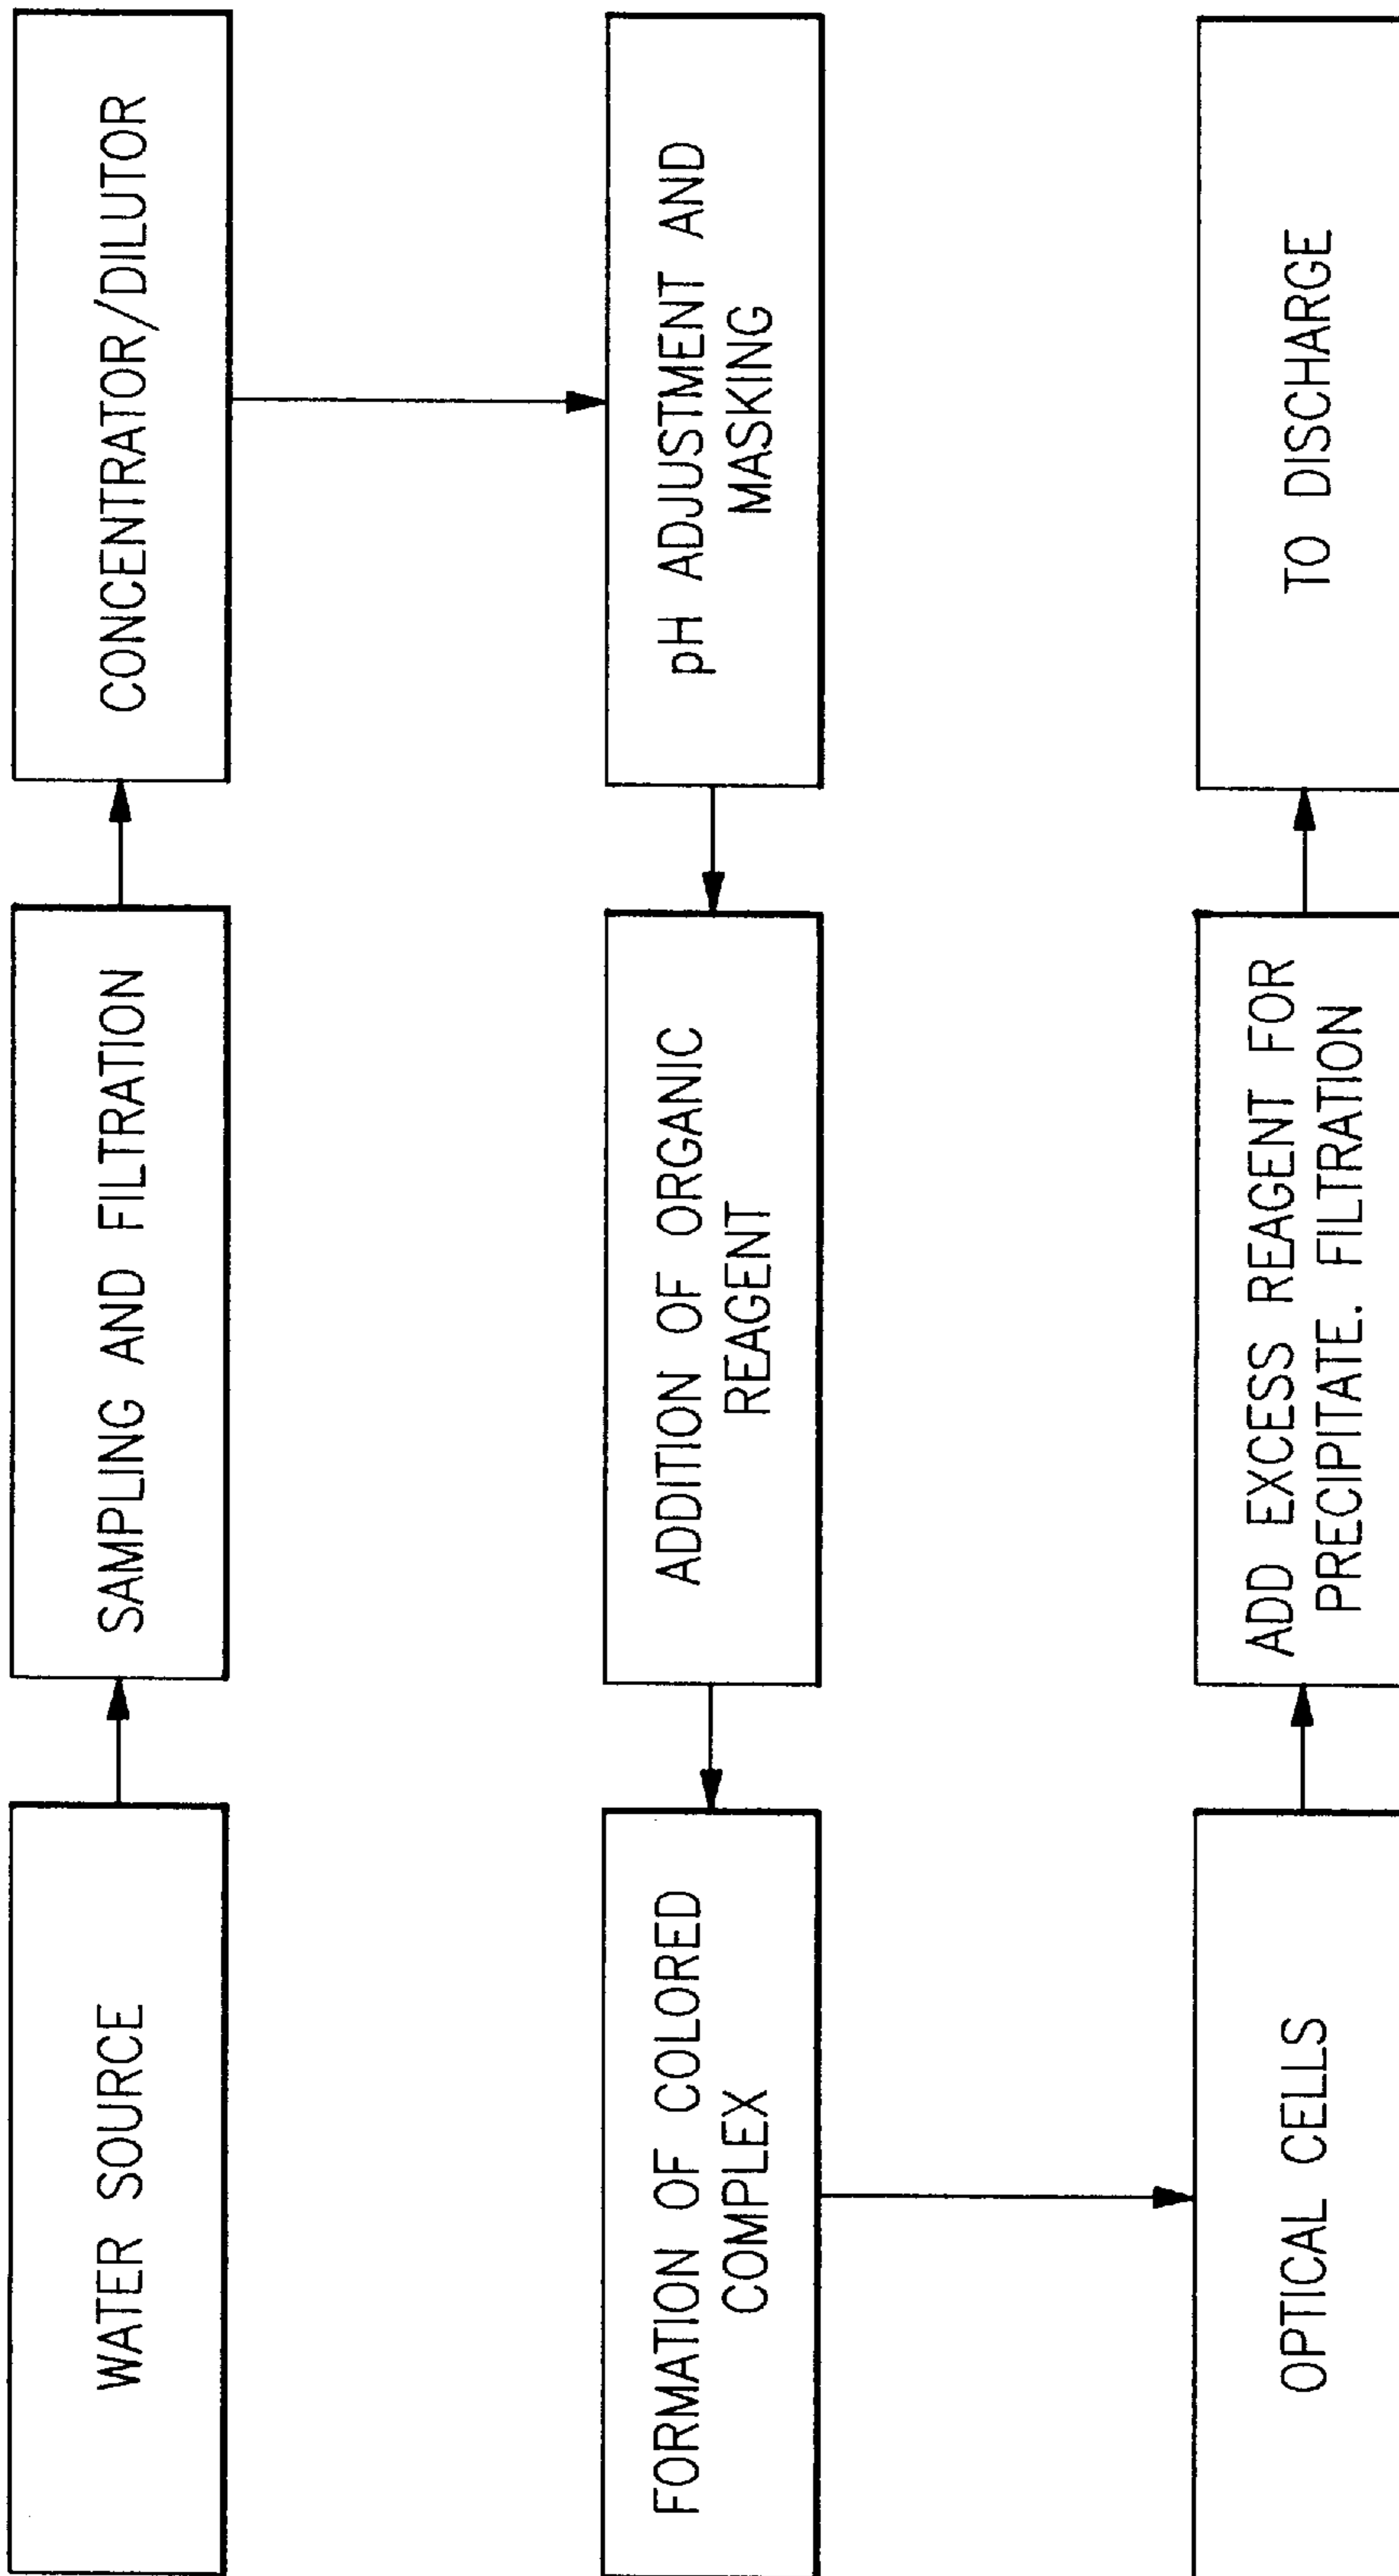 WATER SOURCE
SAMPLING AND FILTRATION
CONCENTRATOR/DILUTOR
pH ADJUSTMENT AND
MASKING
ADDITION OF ORGANIC
REAGENT
FORMATION OF COLORED
COMPLEX
OPTICAL CELLS
ADD EXCESS REAGENT FOR
PRECIPITATE. FILTRATION
TO DISCHARGE